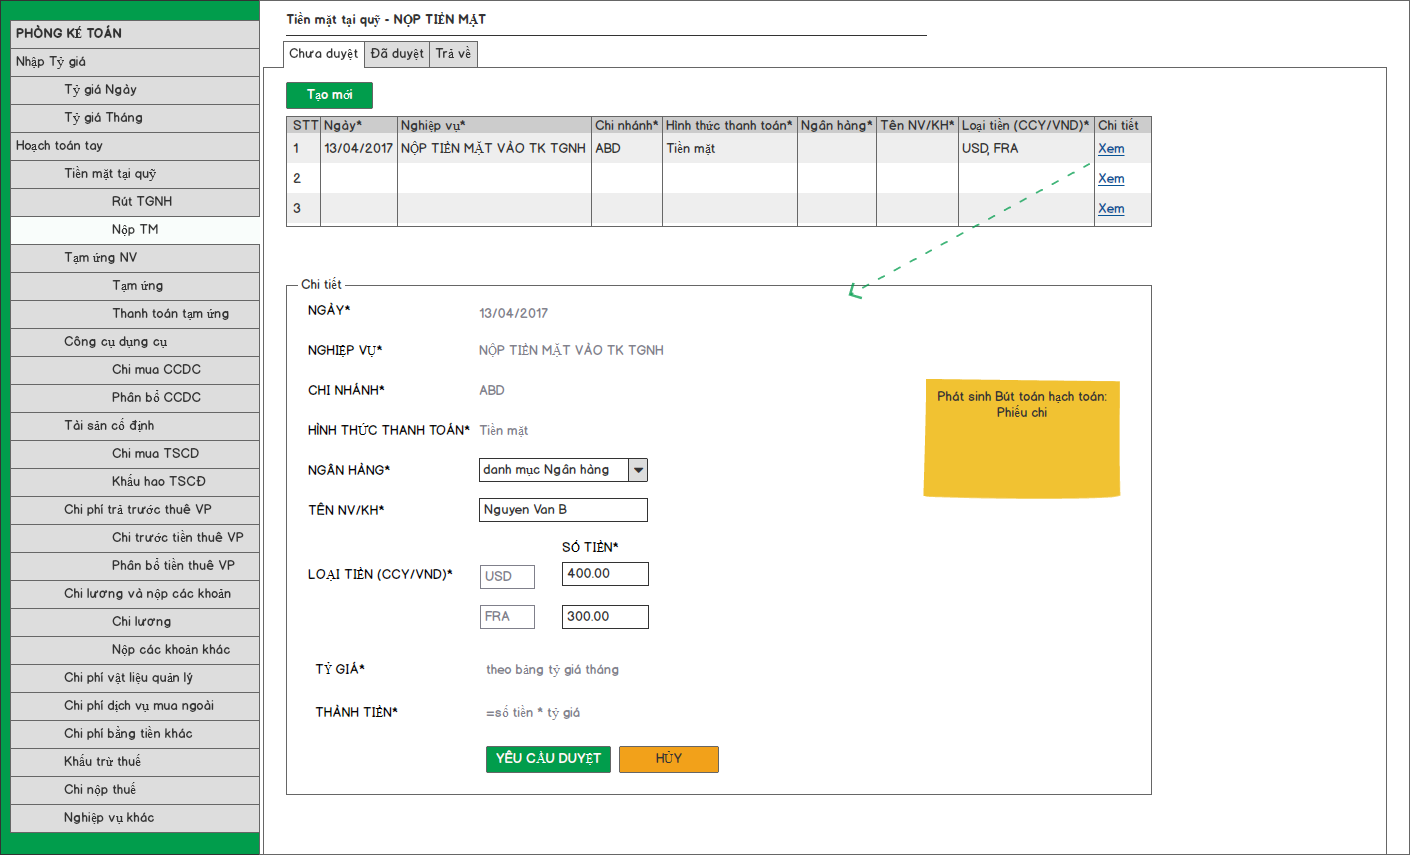 PHÒNG KẾ TOÁN
Nhập Tỷ giá
Tỷ giá Ngày
Tỷ giá Tháng
Hoạch toán tay
Tiền mặt tại quỹ
Rút TGNH
Nộp TM
Tạm ứng NV
Tạm ứng
Thanh toán tạm ứng
Công cụ dụng cụ
Chi mua CCDC
Phân bổ CCDC
Tài sản cố định
Chi mua TSCD
Khấu hao TSCĐ
Chi phí trả trước thuê VP
Chi trước tiền thuê VP
Phân bổ tiền thuê VP
Chi lương và nộp các khoản
Chi lương
Nộp các khoản khác
Chi phí vật liệu quản lý
Chi phí dịch vụ mua ngoài
Chi phí bằng tiền khác
Khấu trừ thuế
Chi nộp thuế
Nghiệp vụ khác
Tiền mặt tại quỹ - NỘP TIỀN MẶT
Chưa duyệt Đã duyệt Trả về
Tạo mới
STT Ngày* Nghiệp vụ* Chi nhánh* Hình thức thanh toán* Ngân hàng* Tên NV/KH* Loại tiền (CCY/VND)* Chi tiết
1 13/04/2017 NỘP TIỀN MẶT VÀO TK TGNH ABD Tiền mặt USD, FRA Xem
2 Xem
3 Xem
Chi tiết
NGÀY* 13/04/2017
NGHIỆP VỤ* NỘP TIỀN MẶT VÀO TK TGNH
CHI NHÁNH* ABD
HÌNH THỨC THANH TOÁN* Tiền mặt
NGÂN HÀNG* danh mục Ngân hàng
TÊN NV/KH* Nguyen Van B
SỐ TIỀN*
LOẠI TIỀN (CCY/VND)* USD 400.00
FRA 300.00
TỶ GIÁ* theo bảng tỷ giá tháng
THÀNH TIỀN* =số tiền * tỷ giá
YÊU CẦU DUYỆT HỦY
Phát sinh Bút toán hạch toán:
Phiếu chi